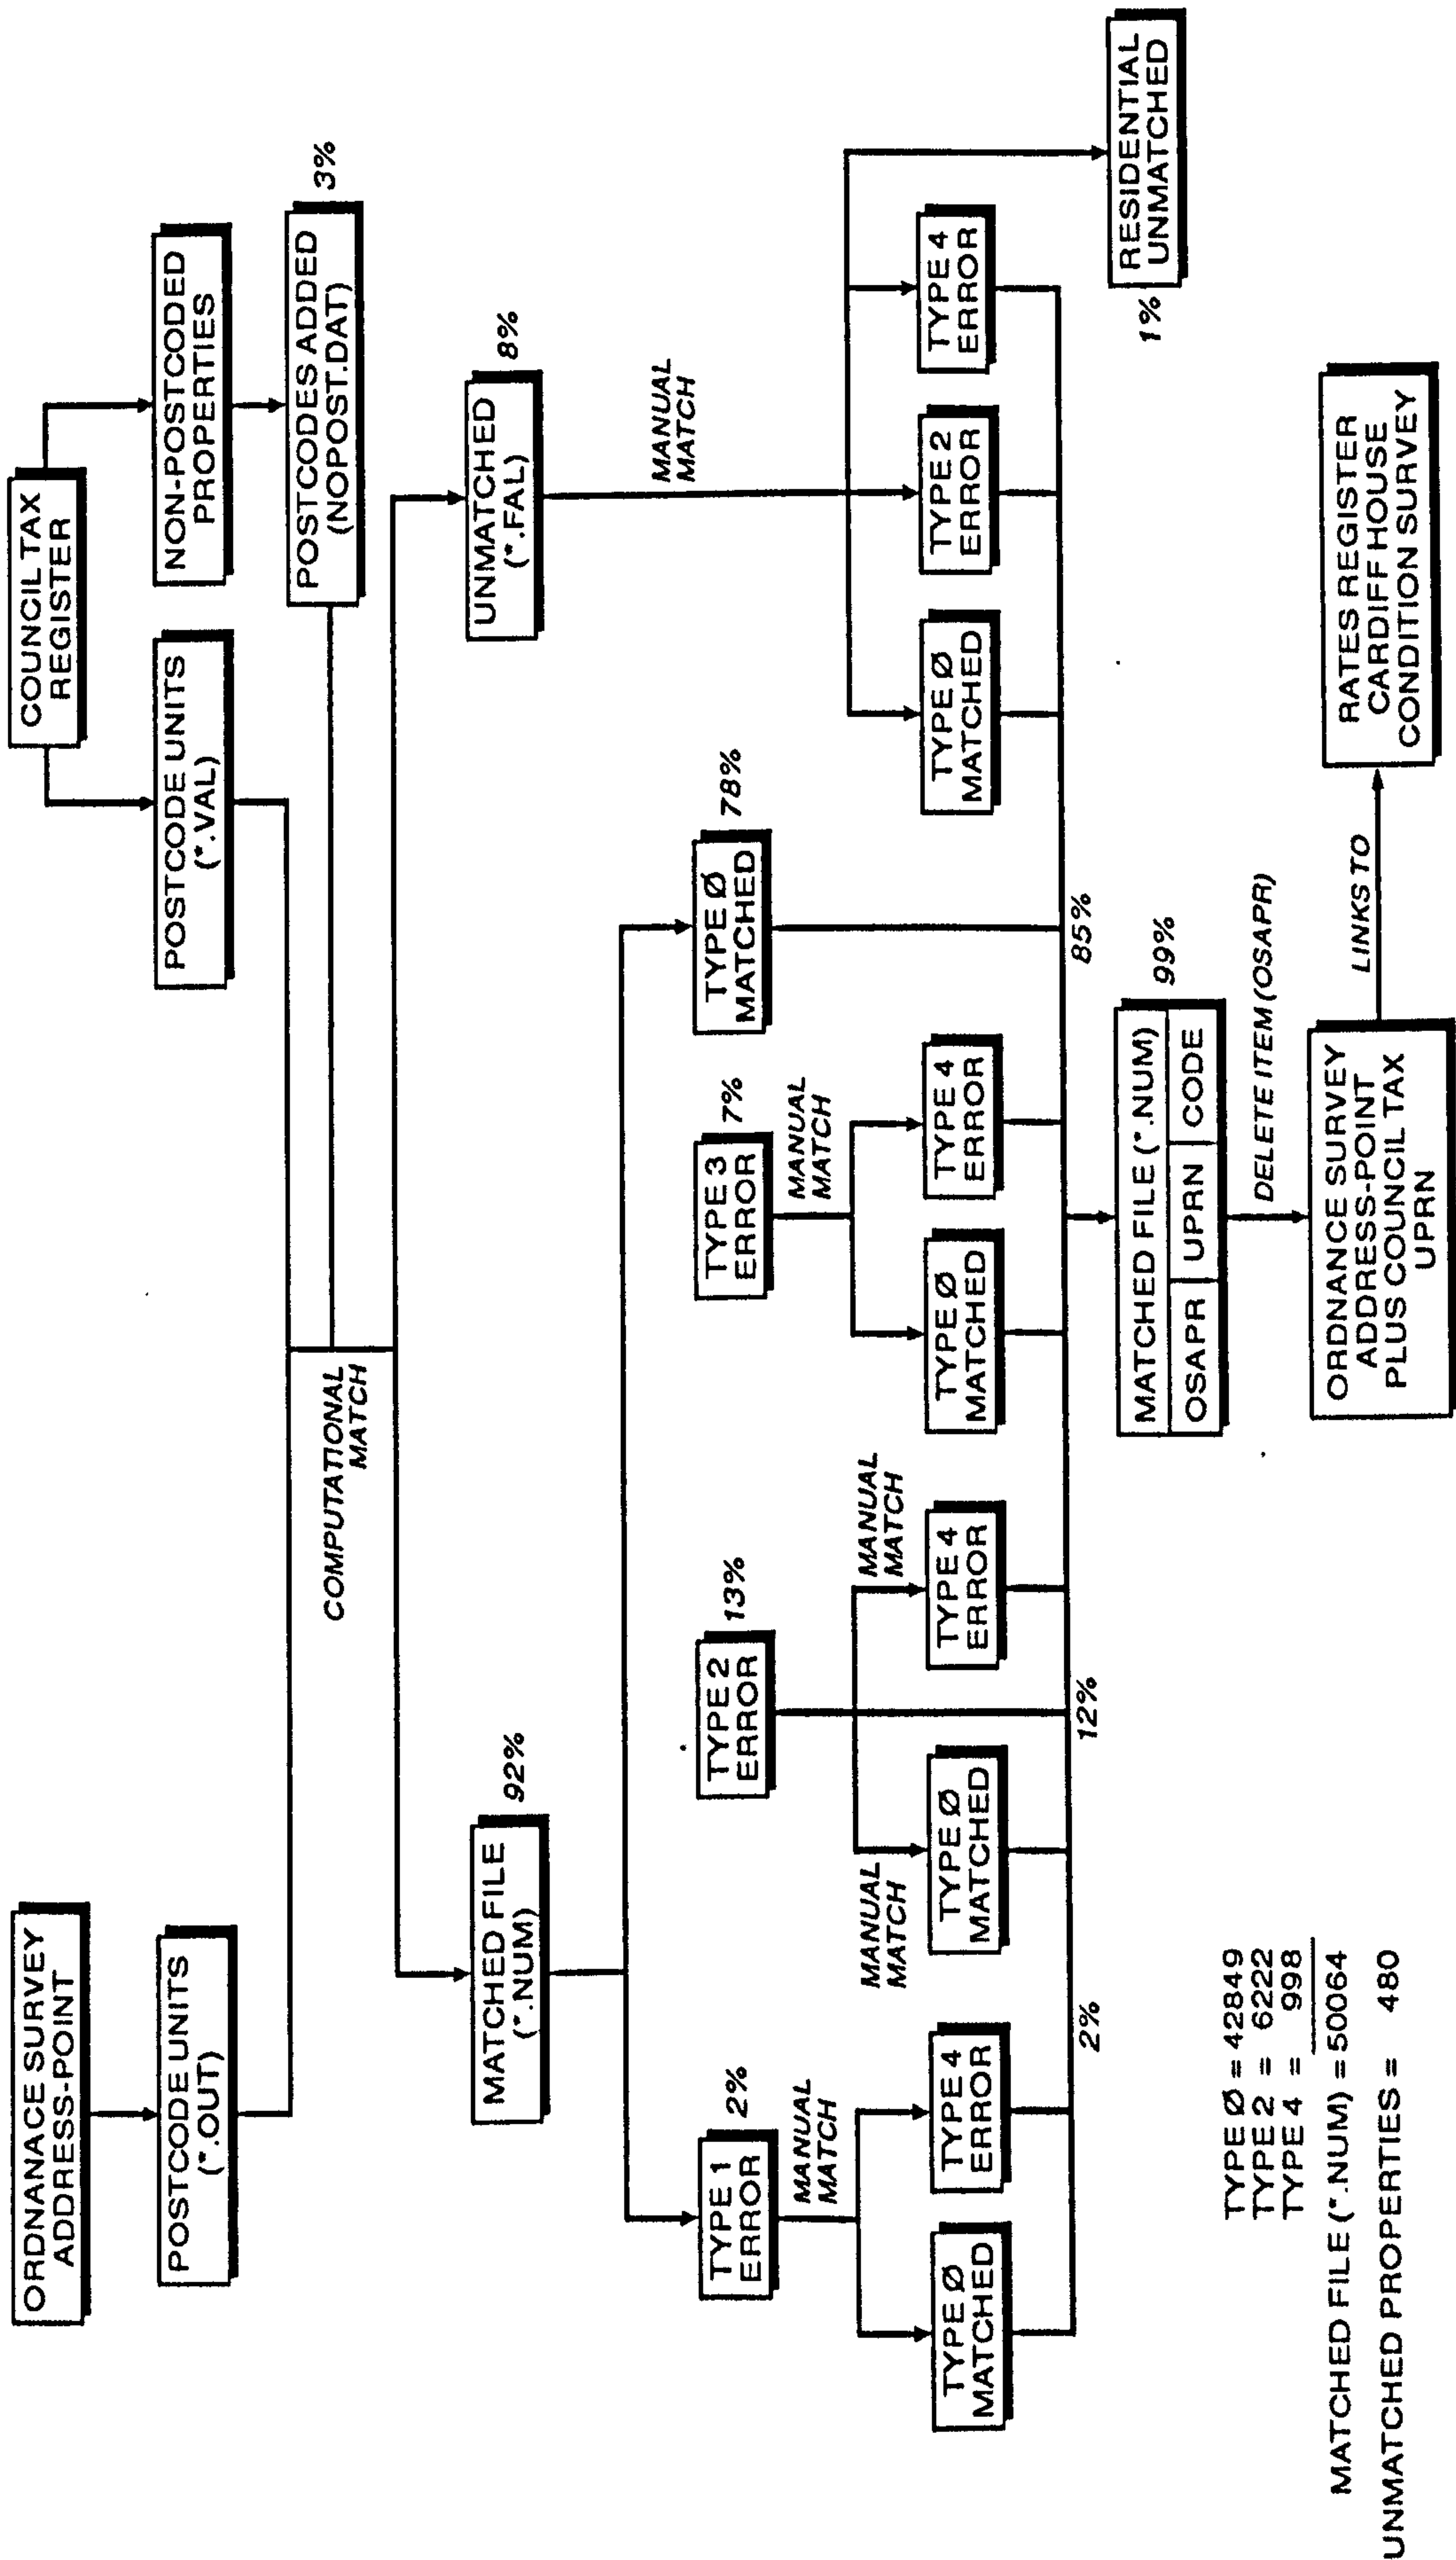 ORDNANACE SURVEY
ADDRESS-POINT
COUNCIL TAX
REGISTER
POSTCODE UNITS
(*.OUT)
POSTCODE UNITS
(*.VAL)
NON-POSTCODED
PROPERTIES
POSTCODES ADDED
(NOPOST.DAT)
3%
COMPUTATIONAL
MATCH
MATCHED FILE
(*.NUM)
92%
UNMATCHED
(*.FAL)
8%
MANUAL
MATCH
TYPE 1
ERROR
2%
TYPE 2
ERROR
13%
TYPE 3
ERROR
7%
TYPE Ø
MATCHED
78%
MANUAL
MATCH
MANUAL
MATCH
MANUAL
MATCH
MANUAL
MATCH
TYPE Ø
MATCHED
TYPE 4
ERROR
TYPE Ø
MATCHED
TYPE 4
ERROR
TYPE Ø
MATCHED
TYPE 4
ERROR
TYPE Ø
MATCHED
TYPE 2
ERROR
TYPE 4
ERROR
2%
12%
85%
RESIDENTIAL
UNMATCHED
1%
MATCHED FILE (*.NUM)
OSAPR UPRN CODE
99%
DELETE ITEM (OSAPR)
ORDNANCE SURVEY
ADDRESS-POINT
PLUS COUNCIL TAX
UPRN
LINKS TO
RATES REGISTER
CARDIFF HOUSE
CONDITION SURVEY
TYPE Ø = 42849
TYPE 2 = 6222
TYPE 4 = 998
MATCHED FILE (*.NUM) = 50064
UNMATCHED PROPERTIES = 480